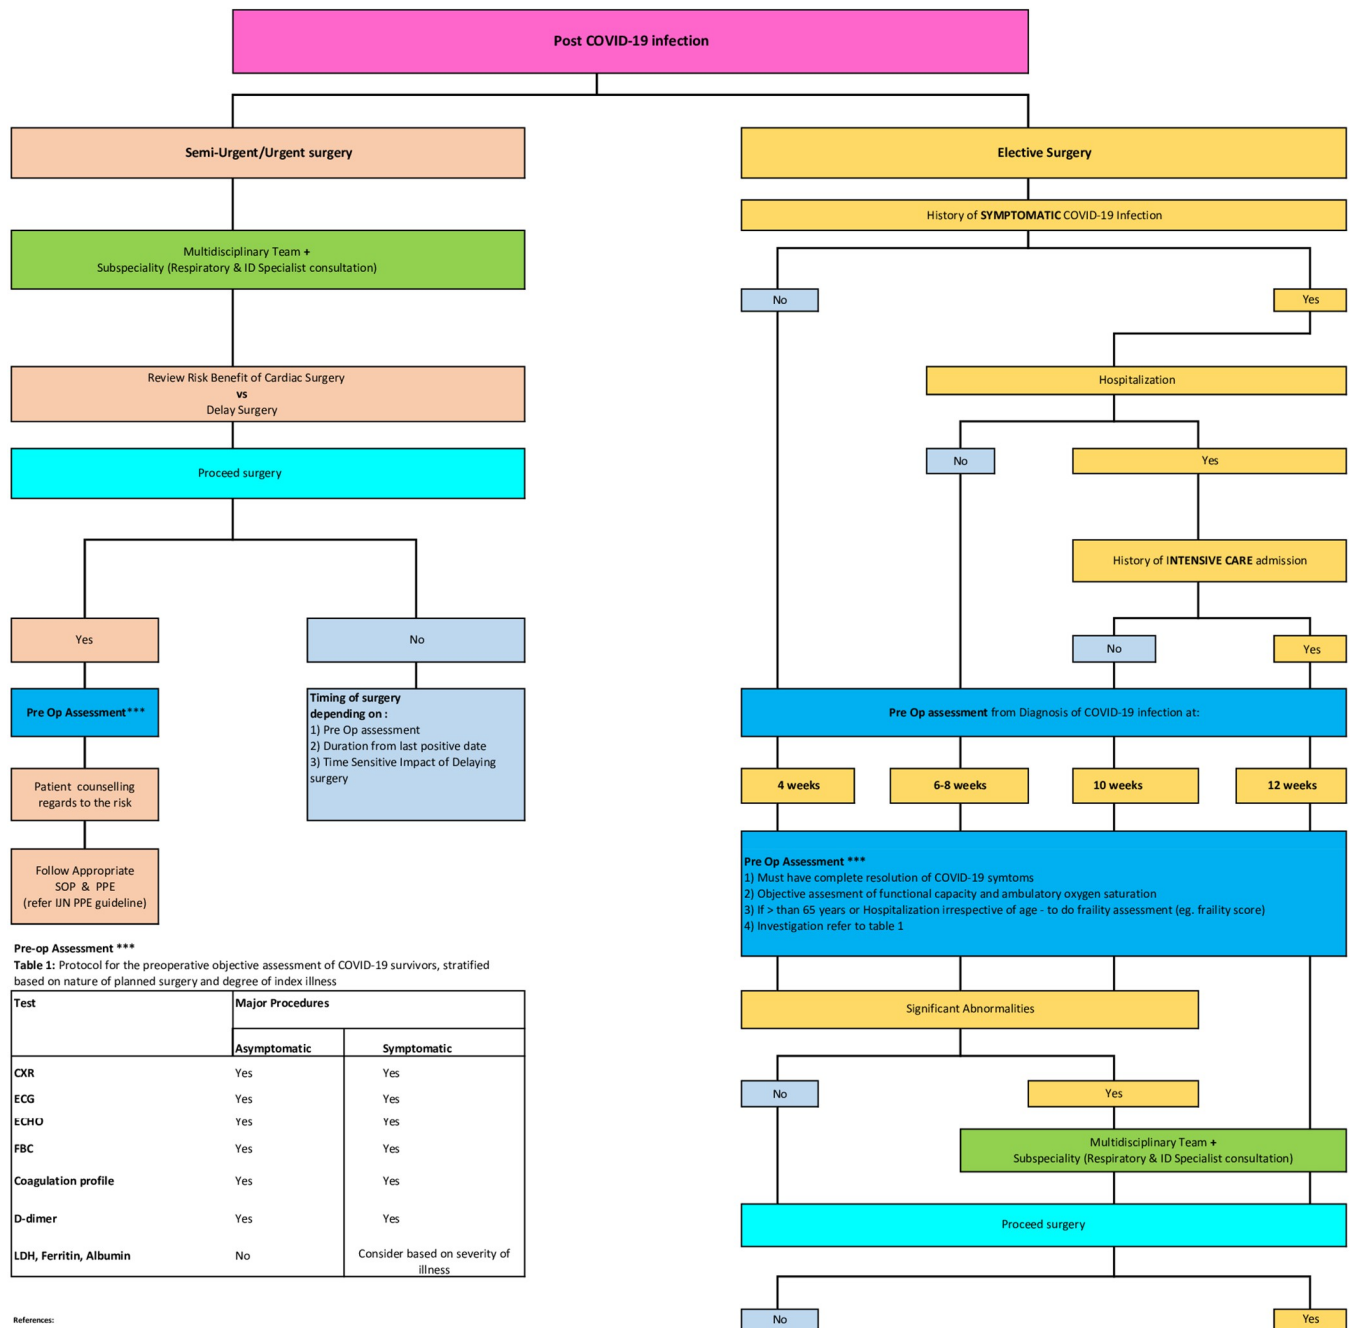 Post COVID-19 infection
Semi-Urgent/Urgent surgery
Multidisciplinary Team +
Subspeciality (Respiratory & ID Specialist consultation)
Review Risk Benefit of Cardiac Surgery
vs
Delay Surgery
Proceed surgery
Yes
No
Pre Op Assessment***
Timing of surgery
depending on :
1) Pre Op assessment
2) Duration from last positive date
3) Time Sensitive Impact of Delaying
surgery
Patient counselling
regards to the risk
Follow Appropriate
SOP & PPE
(refer IJN PPE guideline)
Elective Surgery
History of SYMPTOMATIC COVID-19 Infection
No
Yes
Hospitalization
No
Yes
History of INTENSIVE CARE admission
No
Yes
Pre Op assessment from Diagnosis of COVID-19 infection at:
4 weeks
6-8 weeks
10 weeks
12 weeks
Pre Op Assessment ***
1) Must have complete resolution of COVID-19 symtoms
2) Objective assesment of functional capacity and ambulatory oxygen saturation
3) If > than 65 years or Hospitalization irrespective of age - to do fraility assessment (eg. fraility score)
4) Investigation refer to table 1
Significant Abnormalities
No
Yes
Multidisciplinary Team +
Subspeciality (Respiratory & ID Specialist consultation)
Proceed surgery
No
Yes
Pre-op Assessment ***
Table 1: Protocol for the preoperative objective assessment of COVID-19 survivors, stratified
based on nature of planned surgery and degree of index illness
Test Major Procedures
Asymptomatic Symptomatic
CXR Yes Yes
ECG Yes Yes
ECHO Yes Yes
FBC Yes Yes
Coagulation profile Yes Yes
D-dimer Yes Yes
LDH, Ferritin, Albumin No Consider based on severity of
illness
References: